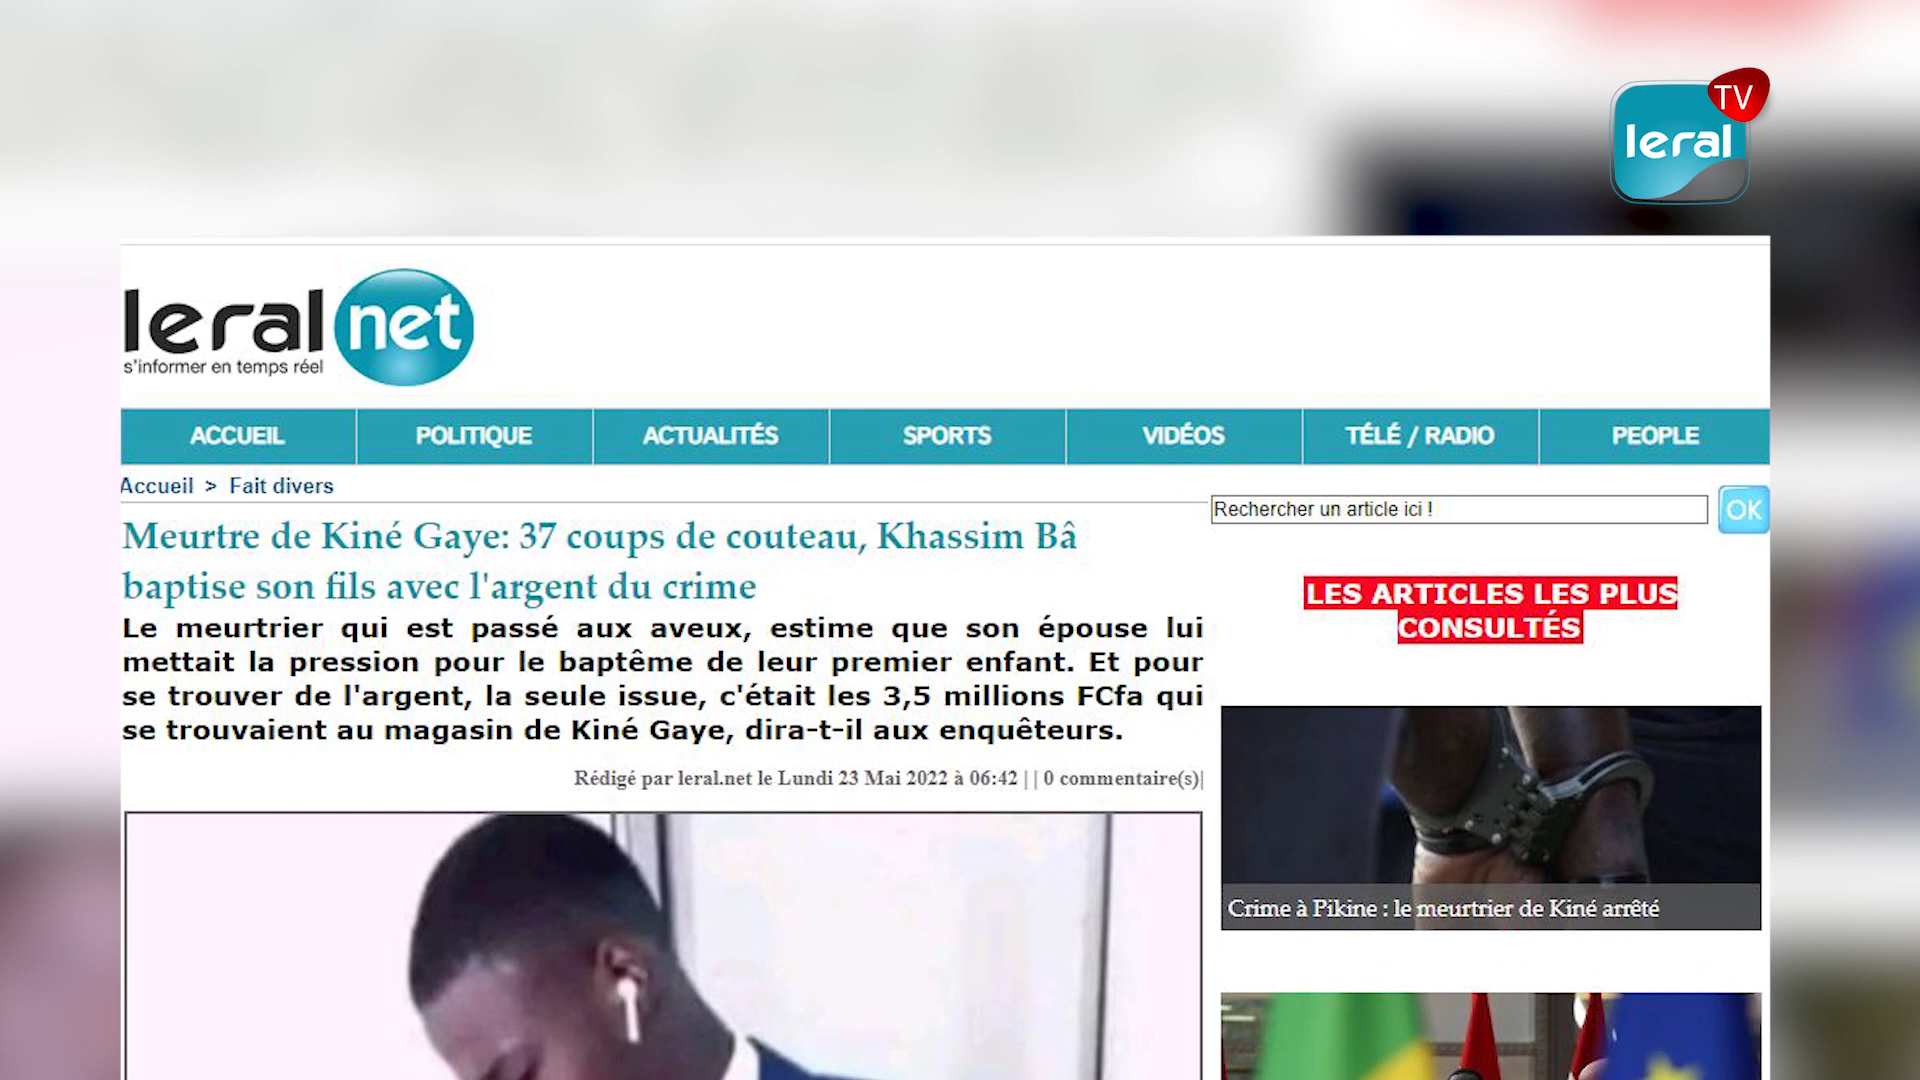 TV
leral
leral net
s'informer en temps réel
ACCUEIL POLITIQUE ACTUALITÉS SPORTS VIDÉOS TÉLÉ / RADIO PEOPLE
Accueil > Fait divers
Rechercher un article ici ! OK
Meurtre de Kiné Gaye: 37 coups de couteau, Khassim Bâ
baptise son fils avec l'argent du crime
Le meurtrier qui est passé aux aveux, estime que son épouse lui
mettait la pression pour le baptême de leur premier enfant. Et pour
se trouver de l'argent, la seule issue, c'était les 3,5 millions FCfa qui
se trouvaient au magasin de Kiné Gaye, dira-t-il aux enquêteurs.
Rédigé par leral.net le Lundi 23 Mai 2022 à 06:42 | | 0 commentaire(s)|
LES ARTICLES LES PLUS
CONSULTÉS
Crime à Pikine : le meurtrier de Kiné arrêté